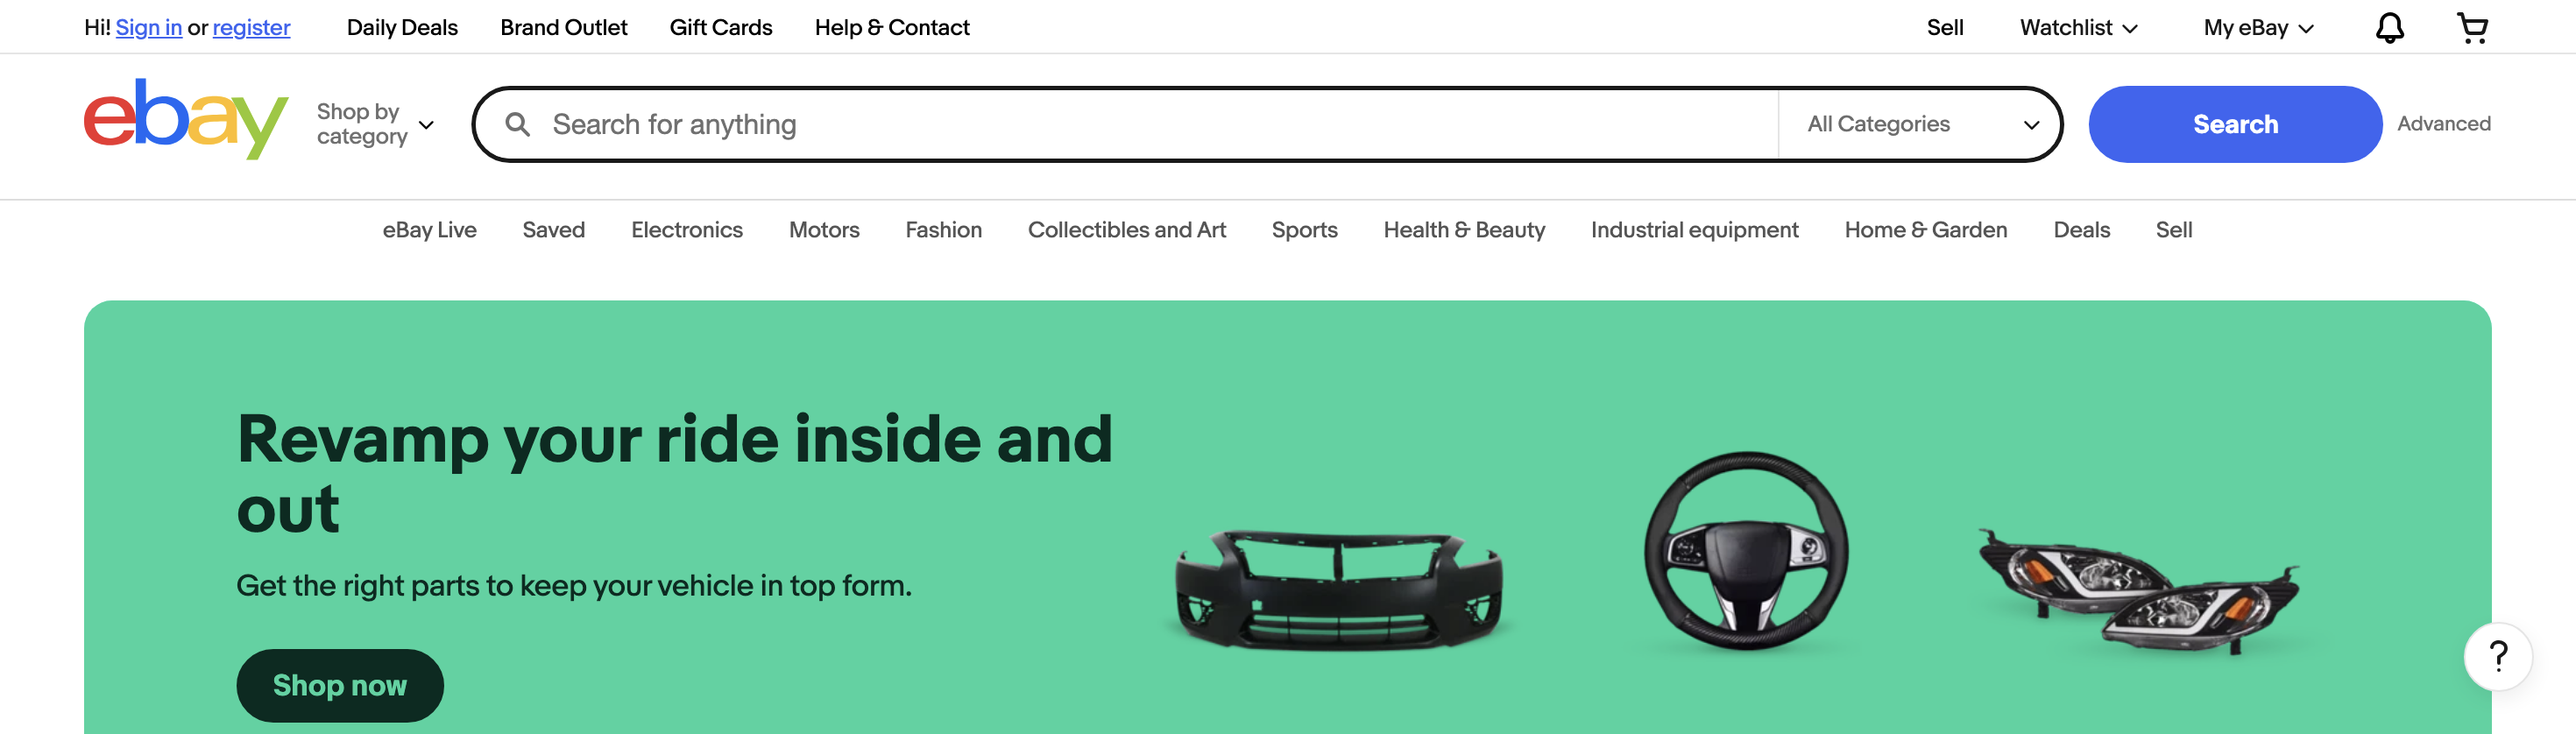 Hi! Sign in or register Daily Deals Brand Outlet Gift Cards Help & Contact Sell Watchlist My eBay
ebay
Shop by
category
Search for anything
All Categories
Search
Advanced
eBay Live Saved Electronics Motors Fashion Collectibles and Art Sports Health & Beauty Industrial equipment Home & Garden Deals Sell
Revamp your ride inside and
out
Get the right parts to keep your vehicle in top form.
Shop now
?